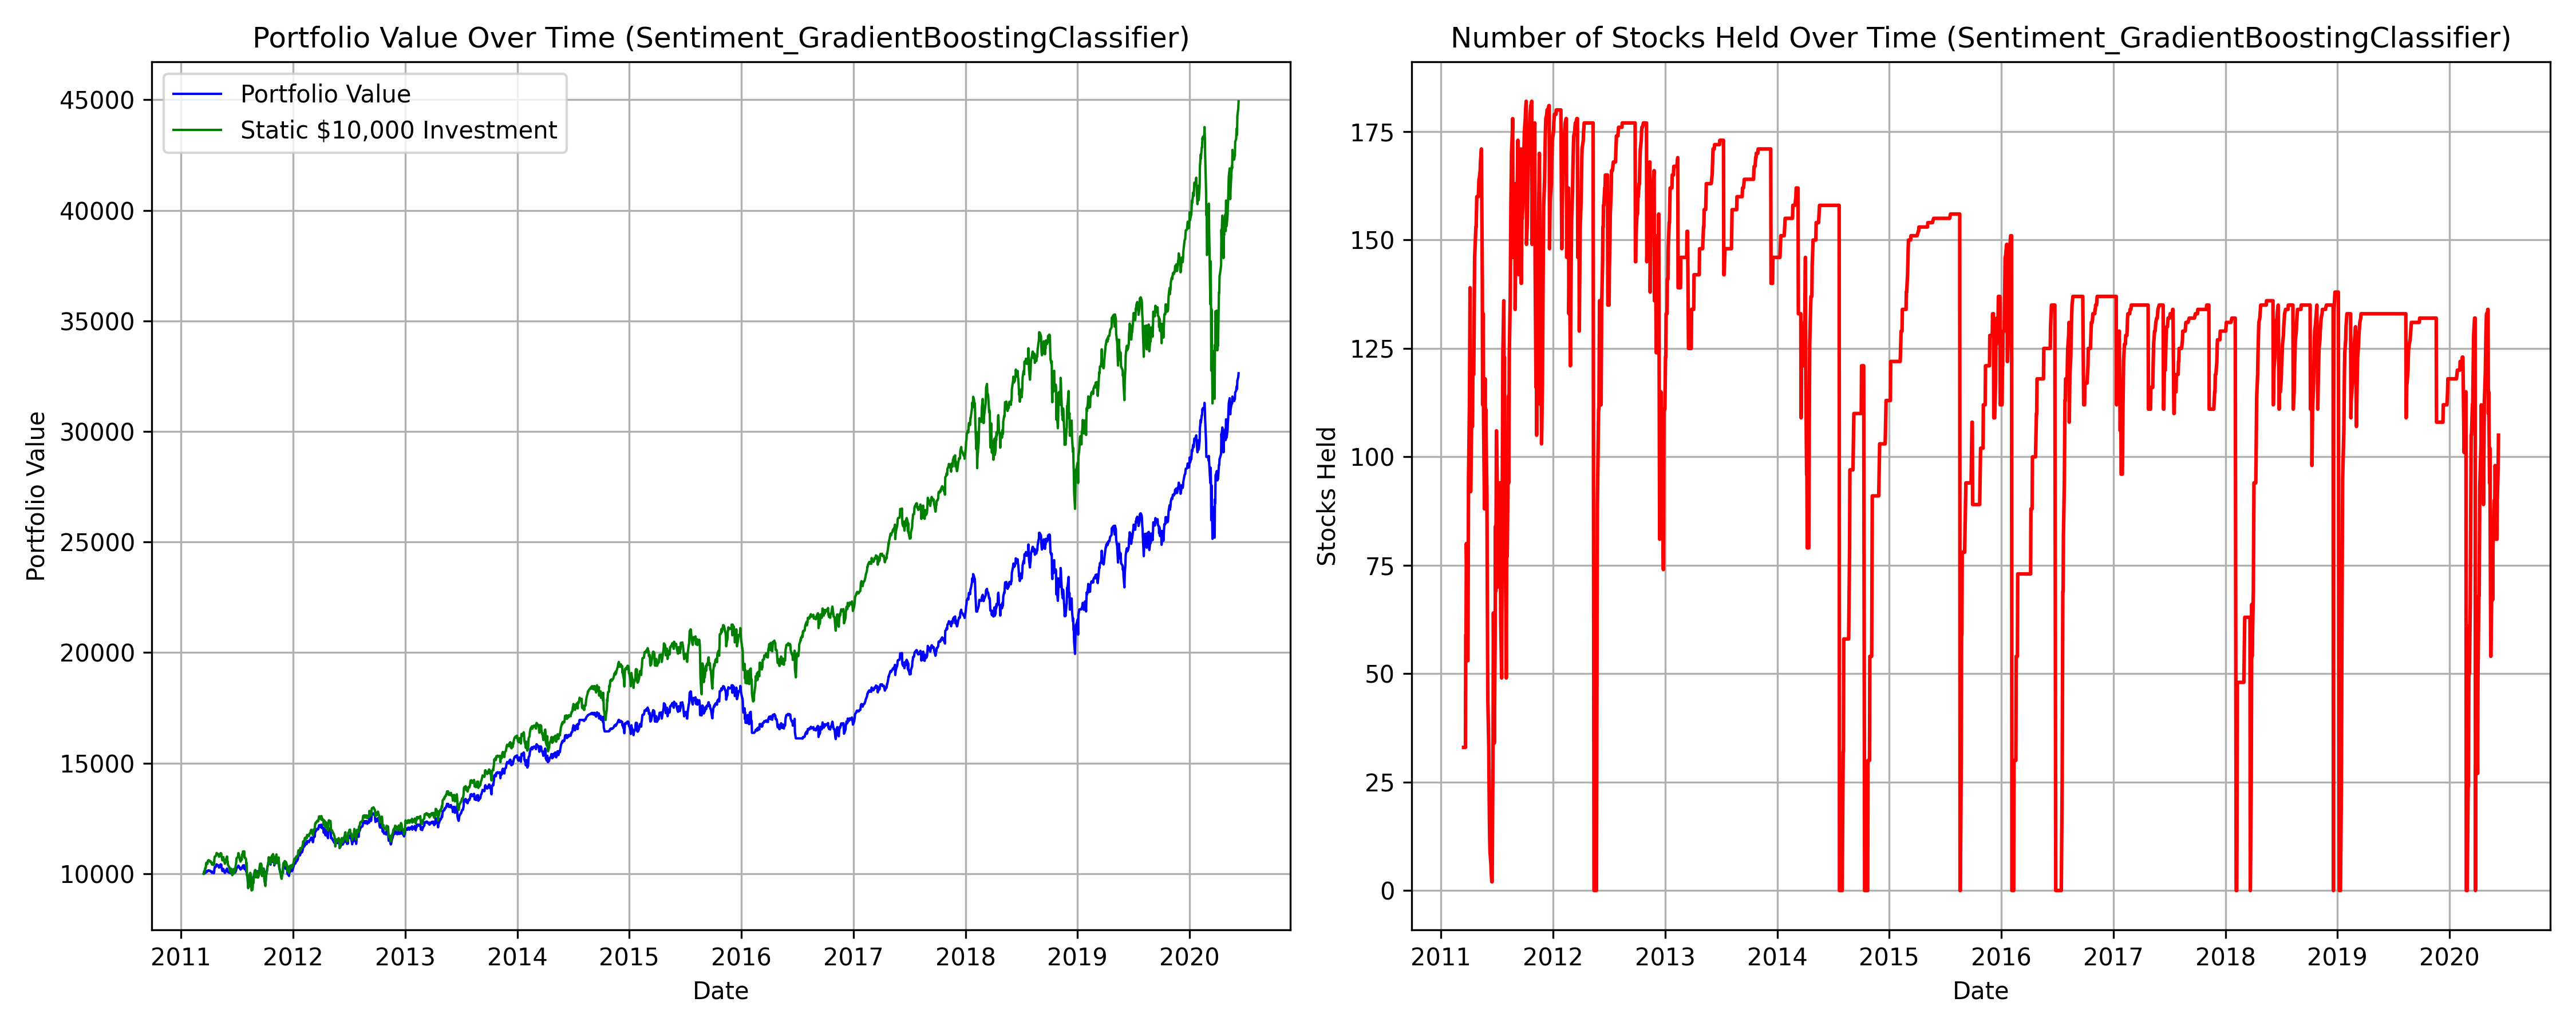 Portfolio Value Over Time (Sentiment_GradientBoostingClassifier)
Portfolio Value
Static $10,000 Investment
45000
40000
35000
30000
25000
20000
15000
10000
Portfolio Value
2011 2012 2013 2014 2015 2016 2017 2018 2019 2020
Date
Number of Stocks Held Over Time (Sentiment_GradientBoostingClassifier)
175
150
125
100
75
50
25
0
Stocks Held
2011 2012 2013 2014 2015 2016 2017 2018 2019 2020
Date